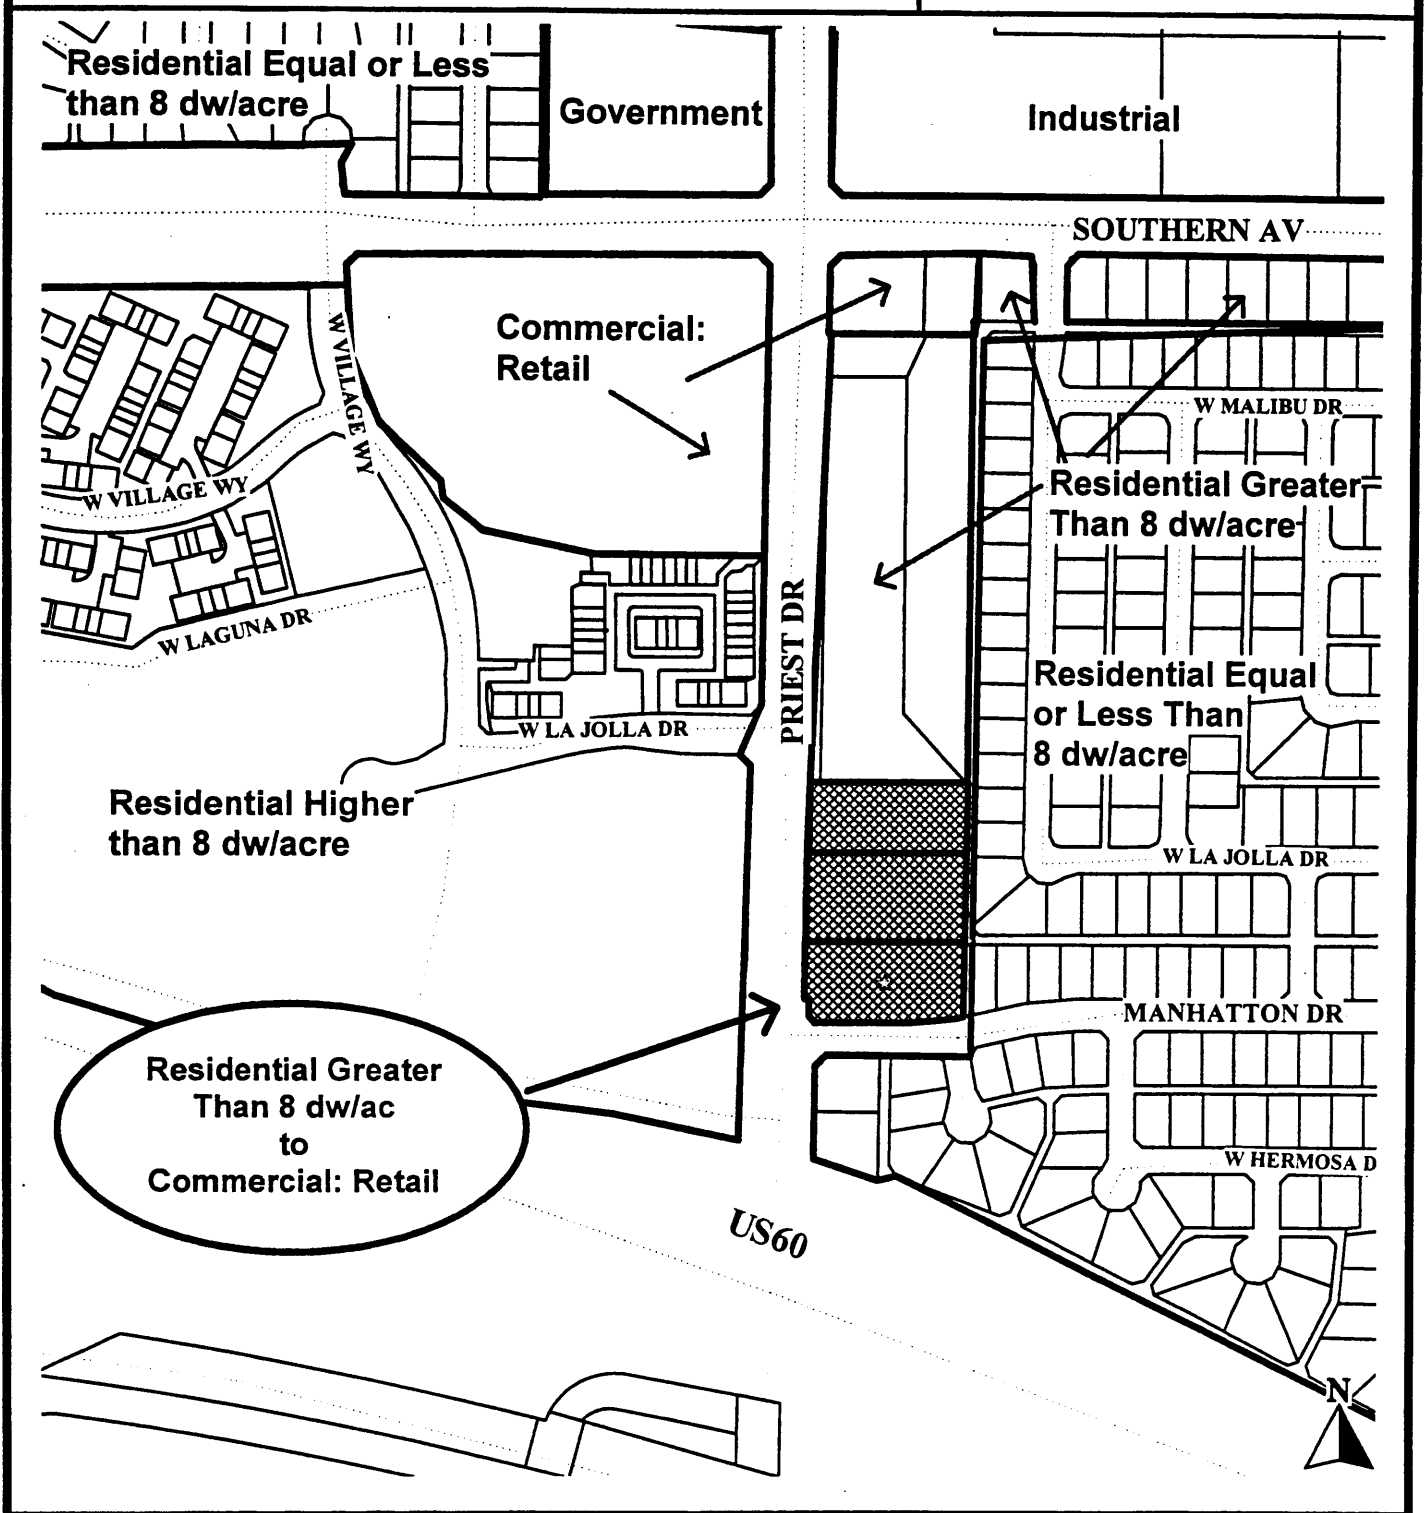 Residential Equal or Less
than 8 dw/acre
Government
Industrial
SOUTHERN AV
Commercial:
Retail
W VILLAGE WY
W MALIBU DR
W VILLAGE WY
Residential Greater
Than 8 dw/acre
W LAGUNA DR
PRIEST DR
Residential Equal
or Less Than
8 dw/acre
W LA JOLLA DR
Residential Higher
than 8 dw/acre
W LA JOLLA DR
MANHATTON DR
Residential Greater
Than 8 dw/ac
to
Commercial: Retail
W HERMOSA D
US60
N